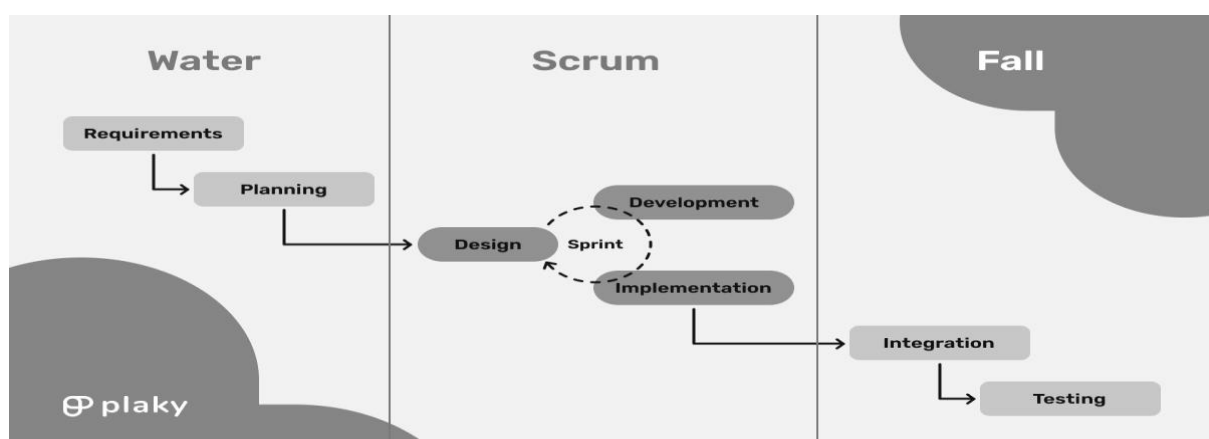 Water
Scrum
Fall
Requirements
Planning
Development
Design
Sprint
Implementation
Integration
Testing
plaky